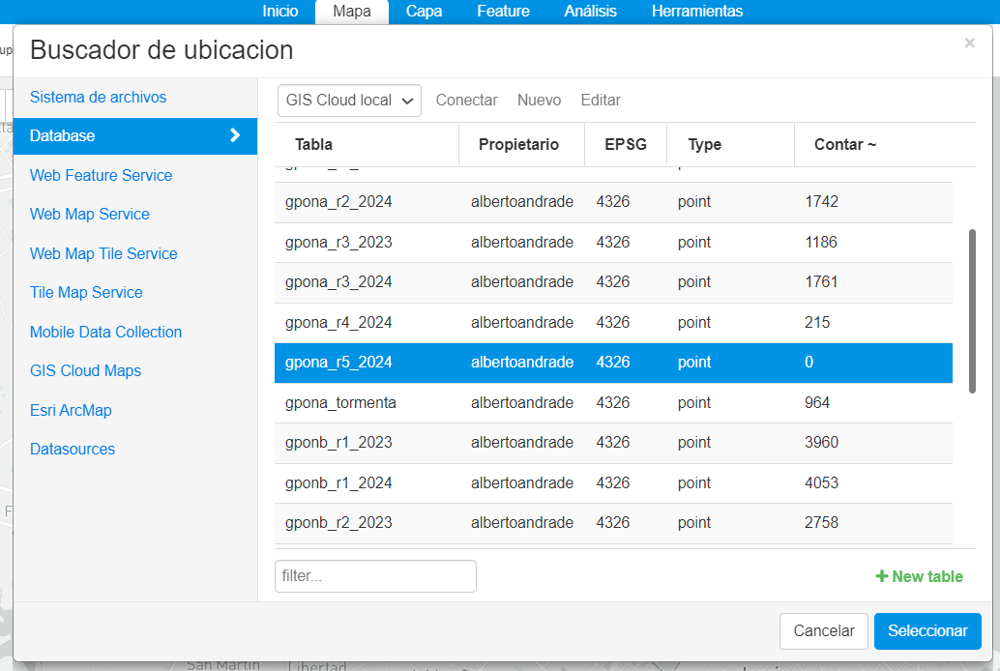 Inicio Mapa Capa Feature Análisis Herramientas
Buscador de ubicacion ×
Sistema de archivos
Database
Web Feature Service
Web Map Service
Web Map Tile Service
Tile Map Service
Mobile Data Collection
GIS Cloud Maps
Esri ArcMap
Datasources
GIS Cloud local Conectar Nuevo Editar
Tabla Propietario EPSG Type Contar ~
gpona_r2_2024 albertoandrade 4326 point 1742
gpona_r3_2023 albertoandrade 4326 point 1186
gpona_r3_2024 albertoandrade 4326 point 1761
gpona_r4_2024 albertoandrade 4326 point 215
gpona_r5_2024 albertoandrade 4326 point 0
gpona_tormenta albertoandrade 4326 point 964
gponb_r1_2023 albertoandrade 4326 point 3960
gponb_r1_2024 albertoandrade 4326 point 4053
gponb_r2_2023 albertoandrade 4326 point 2758
filter... + New table
Cancelar Seleccionar
San Martín Libertad